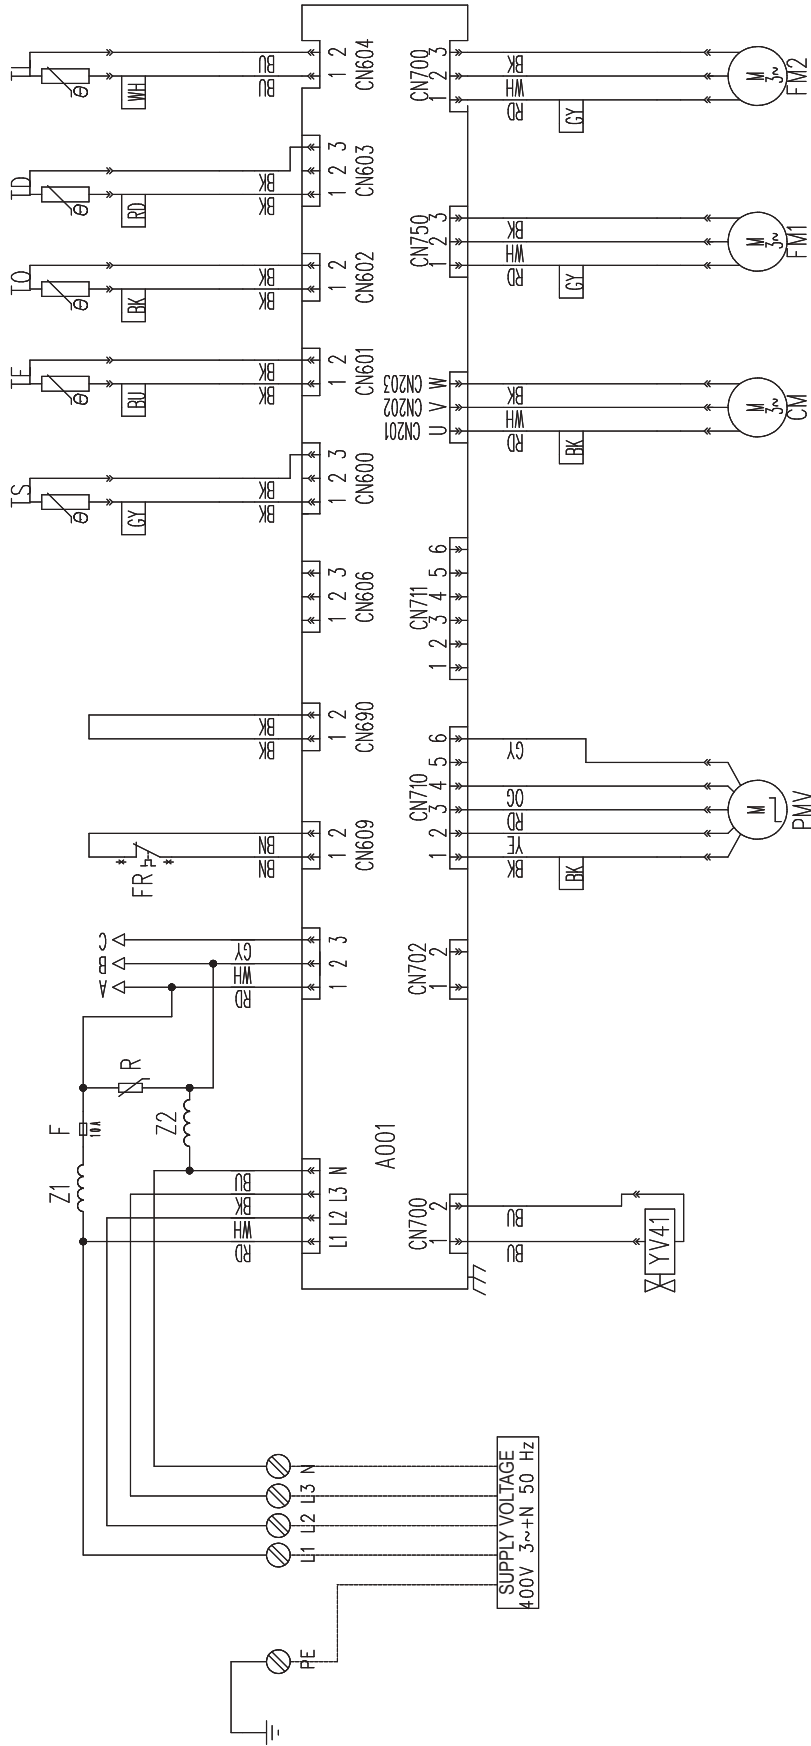 TL
WH
BU
BU
1 2
CN604
TD
RD
BK
BK
1 2 3
CN603
TO
BK
BK
BK
1 2
CN602
TE
BU
BK
BK
1 2
CN601
TS
GY
BK
BK
1 2 3
CN600
1 2 3
CN606
BK
BK
1 2
CN690
FR
BN
BN
1 2
CN609
A B C
RD WH GY
1 2 3
Z1
F
10A
R
Z2
RD WH BK BU
L1 L2 L3 N
A001
CN700
1 2 3
RD WH BK
GY
M
3~
FM2
CN750
1 2 3
RD WH BK
GY
M
3~
FM1
CN201 CN202 CN203
U V W
RD WH BK
BK
M
3~
CM
CN711
1 2 3 4 5 6
CN710
1 2 3 4 5 6
BK YE RD OG GY
BK
M
PMV
CN702
1 2
CN700
1 2
BU BU
YV41
PE
L1 L2 L3 N
SUPPLY VOLTAGE
400V 3~+N 50 Hz